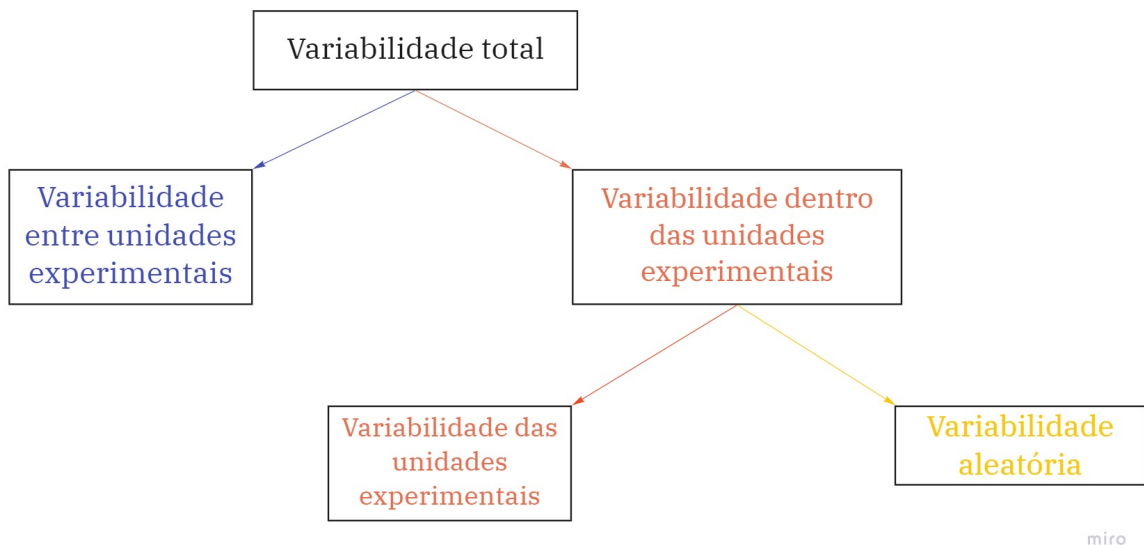 Variabilidade total
Variabilidade
entre unidades
experimentais
Variabilidade dentro
das unidades
experimentais
Variabilidade das
unidades
experimentais
Variabilidade
aleatória
miro